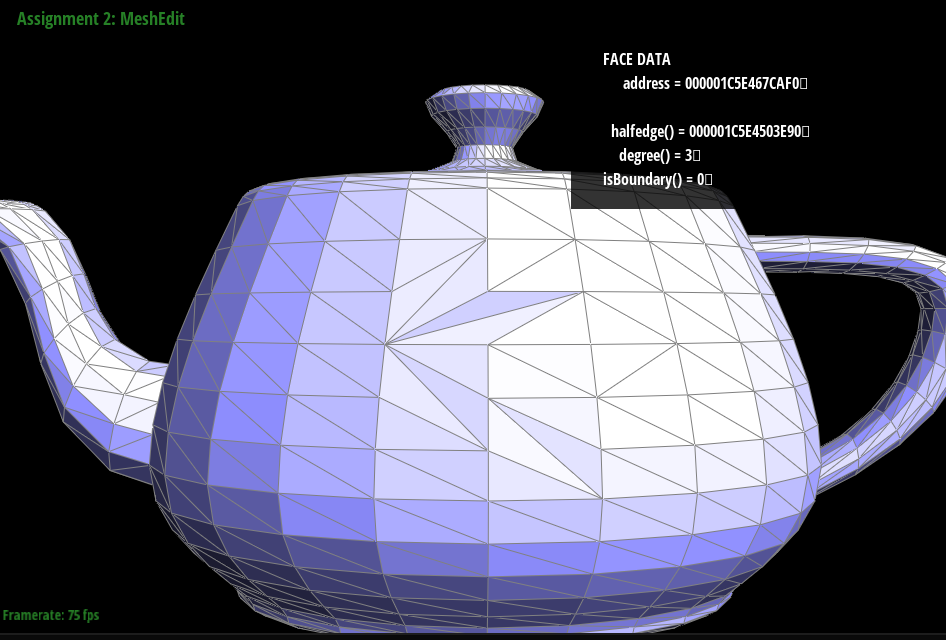 Assignment 2: MeshEdit
FACE DATA
address = 000001C5E467CAF0▯
halfedge() = 000001C5E4503E90▯
degree() = 3▯
isBoundary() = 0▯
Framerate: 75 fps